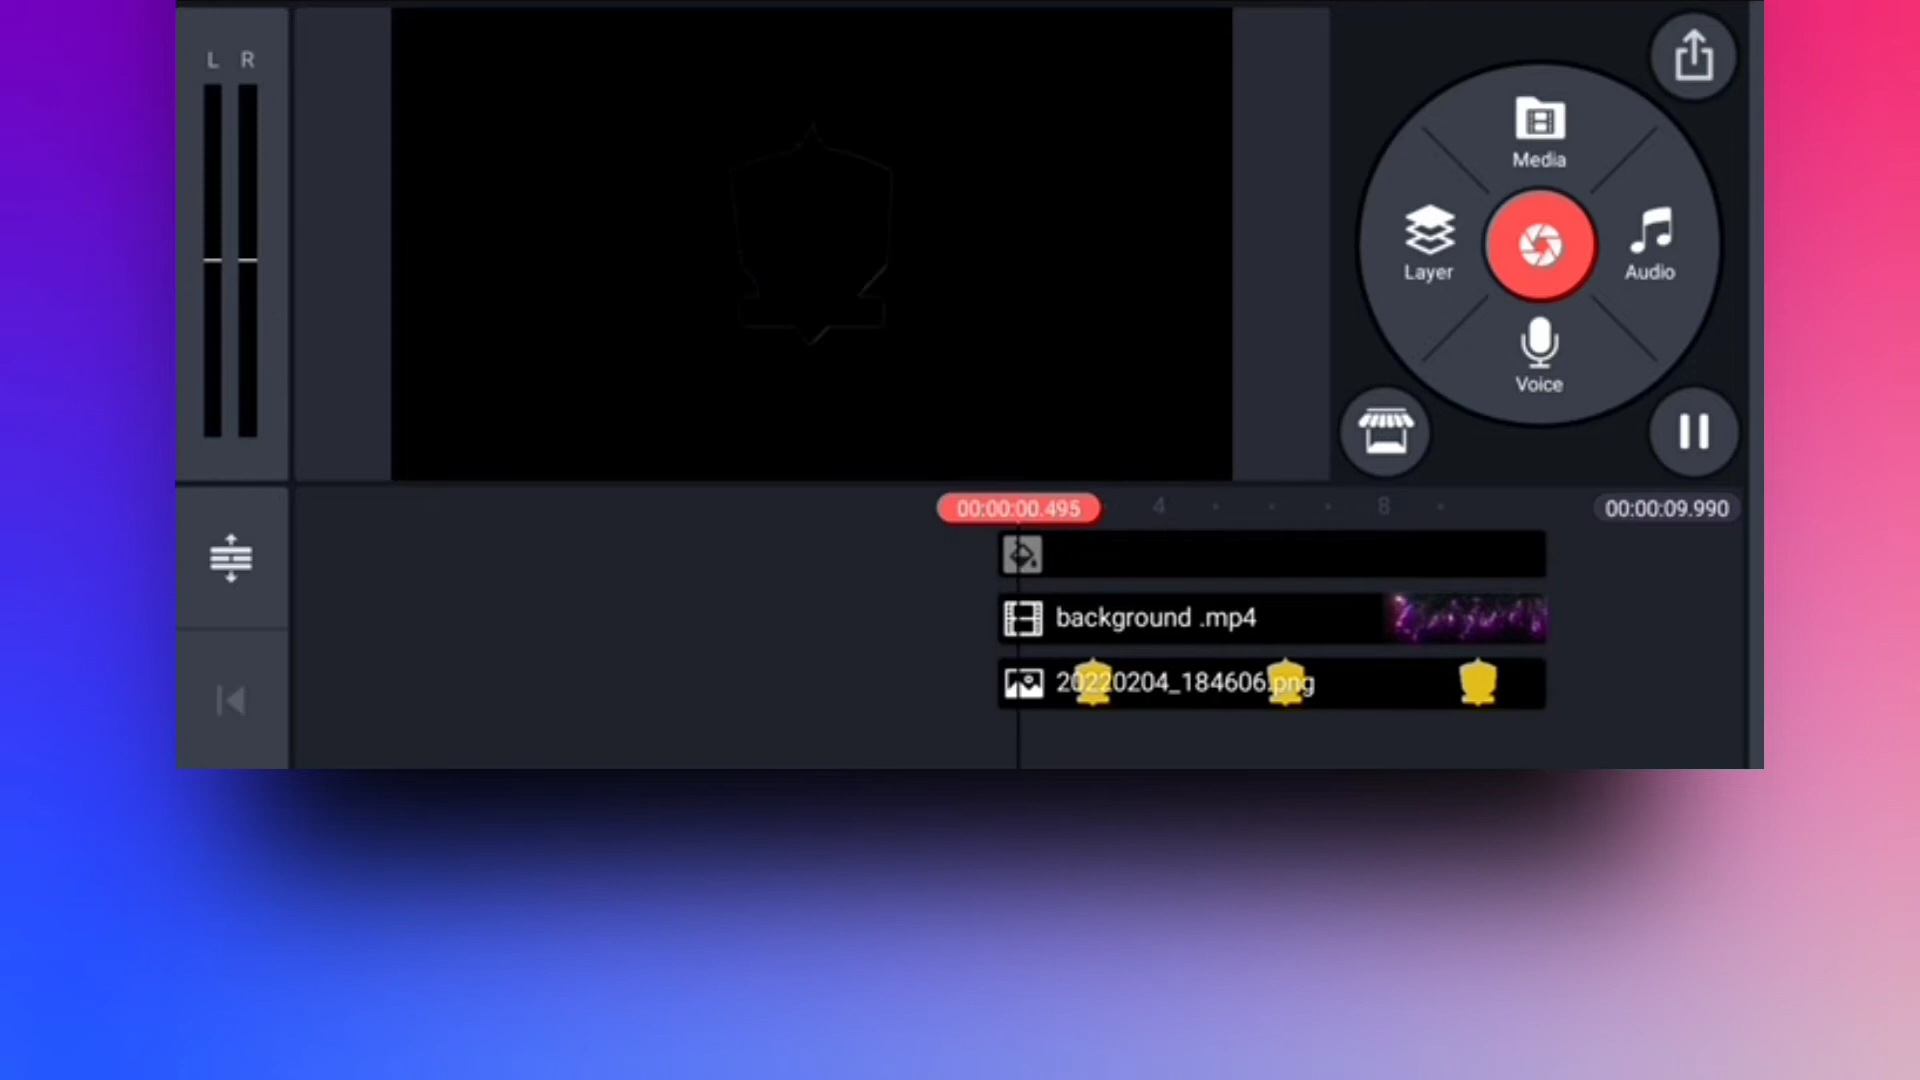 L R
Media
Layer
Audio
Voice
00:00:00.495
4
8
00:00:09.990
background .mp4
20220204_184606.png